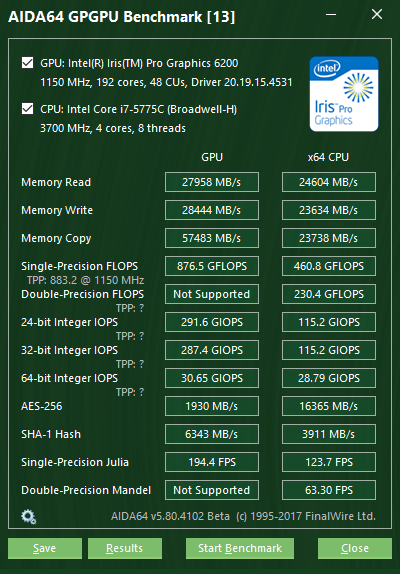 AIDA64 GPGPU Benchmark [13]
GPU: Intel(R) Iris(TM) Pro Graphics 6200
1150 MHz, 192 cores, 48 CUs, Driver 20.19.15.4531
CPU: Intel Core i7-5775C (Broadwell-H)
3700 MHz, 4 cores, 8 threads
intel
Iris™ Pro
Graphics
GPU x64 CPU
Memory Read 27958 MB/s 24604 MB/s
Memory Write 28444 MB/s 23634 MB/s
Memory Copy 57483 MB/s 23738 MB/s
Single-Precision FLOPS 876.5 GFLOPS 460.8 GFLOPS
TPP: 883.2 @ 1150 MHz
Double-Precision FLOPS Not Supported 230.4 GFLOPS
TPP: ?
24-bit Integer IOPS 291.6 GIOPS 115.2 GIOPS
TPP: ?
32-bit Integer IOPS 287.4 GIOPS 115.2 GIOPS
TPP: ?
64-bit Integer IOPS 30.65 GIOPS 28.79 GIOPS
TPP: ?
AES-256 1930 MB/s 16365 MB/s
SHA-1 Hash 6343 MB/s 3911 MB/s
Single-Precision Julia 194.4 FPS 123.7 FPS
Double-Precision Mandel Not Supported 63.30 FPS
AIDA64 v5.80.4102 Beta (c) 1995-2017 FinalWire Ltd.
Save Results Start Benchmark Close